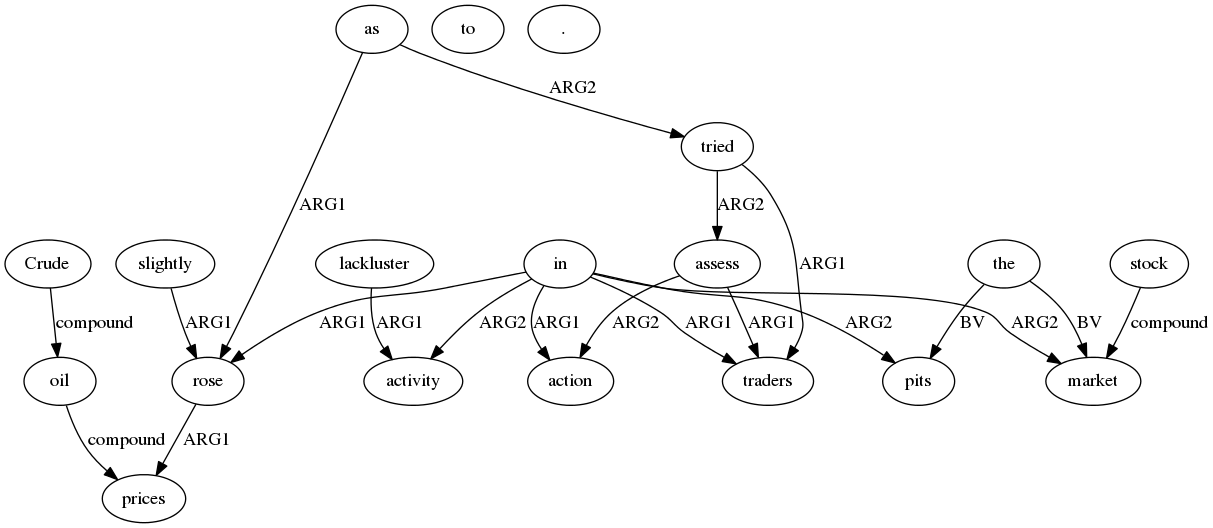 as to .
ARG2
tried
ARG1 ARG2
Crude slightly lackluster in assess ARG1 the stock
compound ARG1 ARG1 ARG1 ARG2 ARG1 ARG2 ARG1 ARG1 ARG2 BV ARG2 BV compound
oil rose activity action traders pits market
compound ARG1
prices